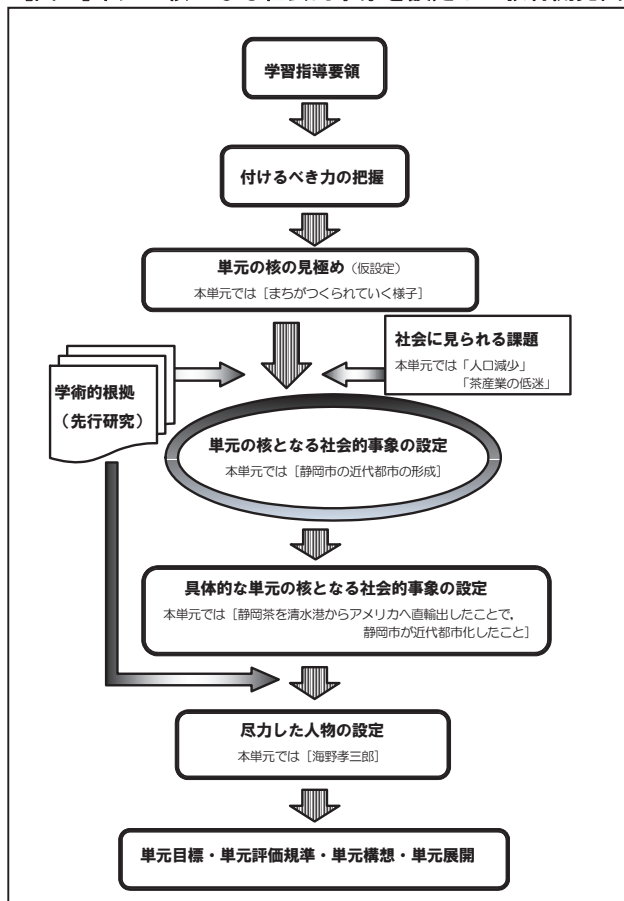 学習指導要領
付けるべき力の把握
単元の核の見極め(仮設定)
本単元では[まちがつくられていく様子]
社会に見られる課題
本単元では「人口減少」
「茶産業の低迷」
学術的根拠
(先行研究)
単元の核となる社会的事象の設定
本単元では[静岡市の近代都市の形成]
具体的な単元の核となる社会的事象の設定
本単元では[静岡茶を清水港からアメリカへ直輸出したことで,
静岡市が近代都市化したこと]
尽力した人物の設定
本単元では[海野孝三郎]
単元目標・単元評価規準・単元構想・単元展開